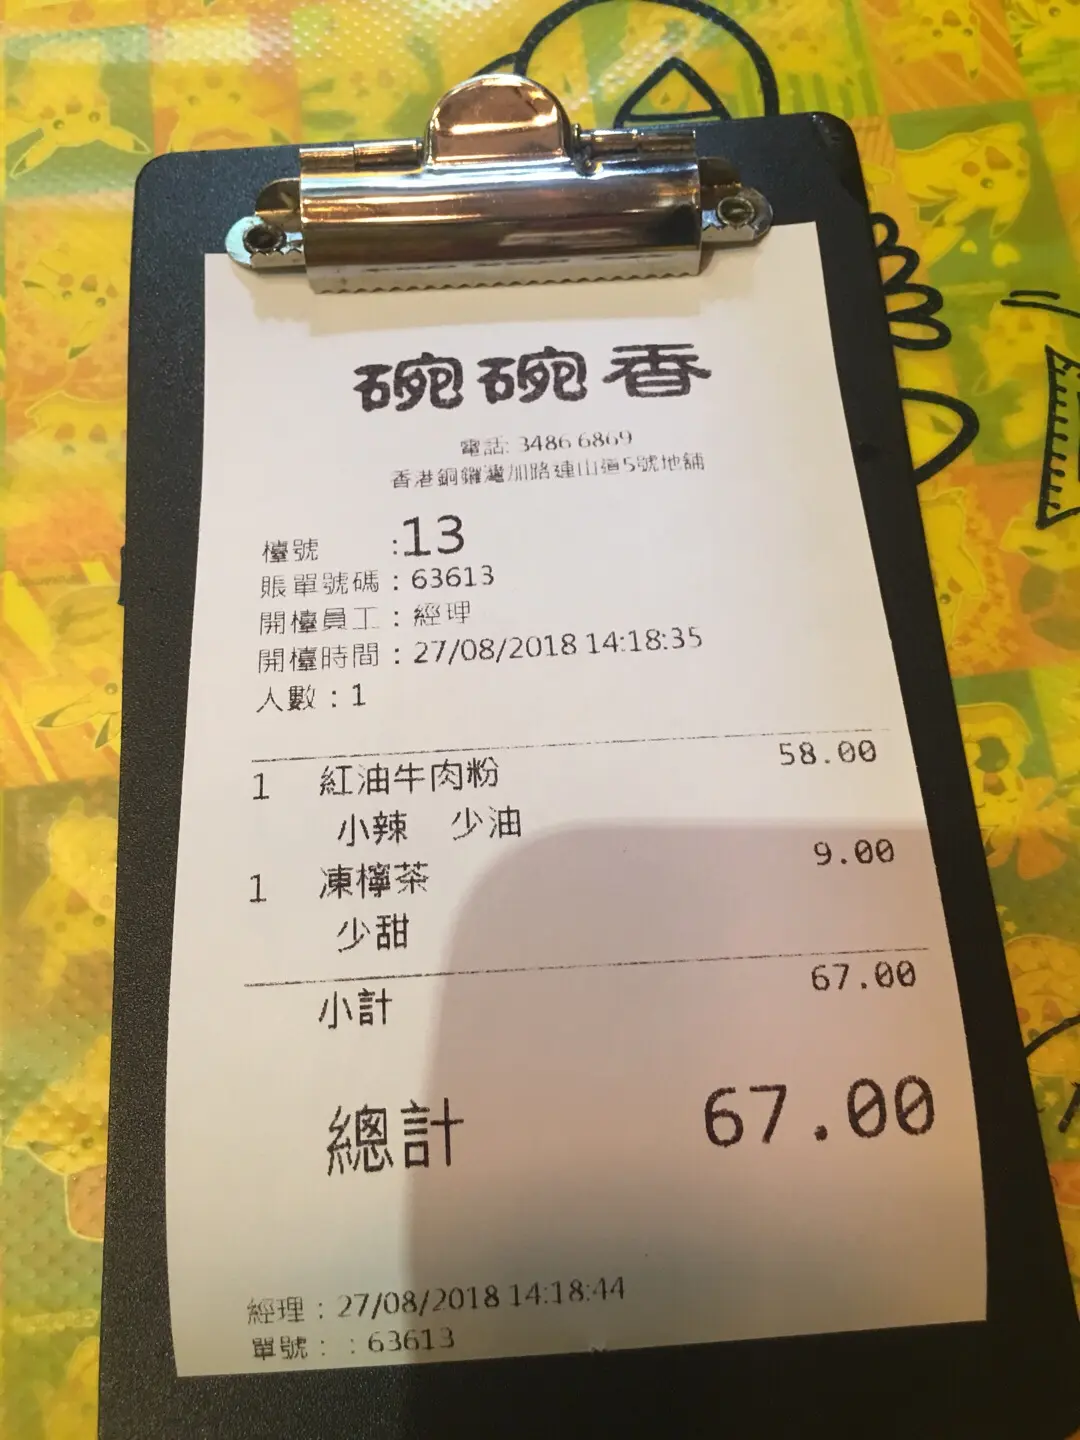 碗碗香
電話: 3486 6869
香港銅鑼灣加路連山道5號地舖
檯號 :13
賬單號碼 : 63613
開檯員工 : 經理
開檯時間 : 27/08/2018 14:18:35
人數 : 1
1 紅油牛肉粉 58.00
小辣 少油
1 凍檸茶 9.00
少甜
小計 67.00
總計 67.00
經理 : 27/08/2018 14:18:44
單號 : : 63613